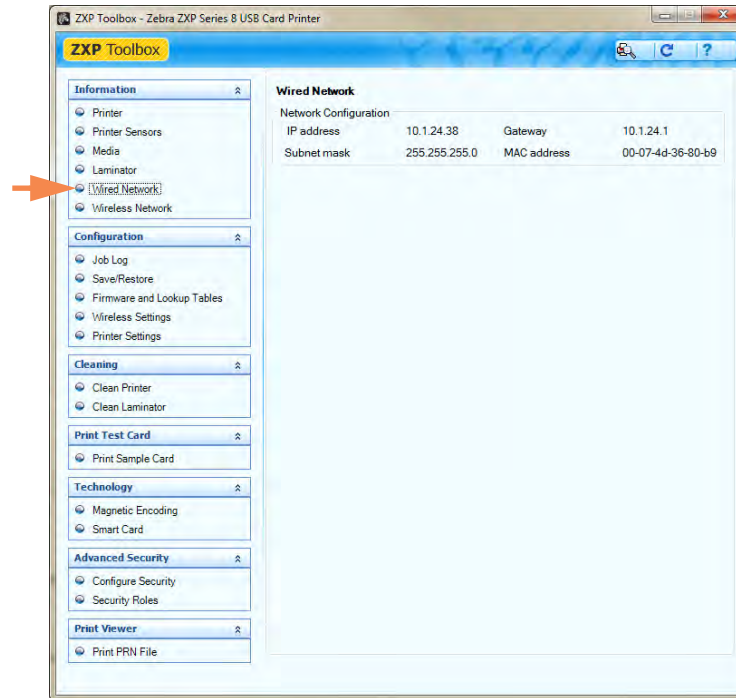 ZXP Toolbox - Zebra ZXP Series 8 USB Card Printer
ZXP Toolbox
?
Information
Printer
Printer Sensors
Media
Laminator
Wired Network
Wireless Network
Configuration
Job Log
Save/Restore
Firmware and Lookup Tables
Wireless Settings
Printer Settings
Cleaning
Clean Printer
Clean Laminator
Print Test Card
Print Sample Card
Technology
Magnetic Encoding
Smart Card
Advanced Security
Configure Security
Security Roles
Print Viewer
Print PRN File
Wired Network
Network Configuration
IP address 10.1.24.38 Gateway 10.1.24.1
Subnet mask 255.255.255.0 MAC address 00-07-4d-36-80-b9